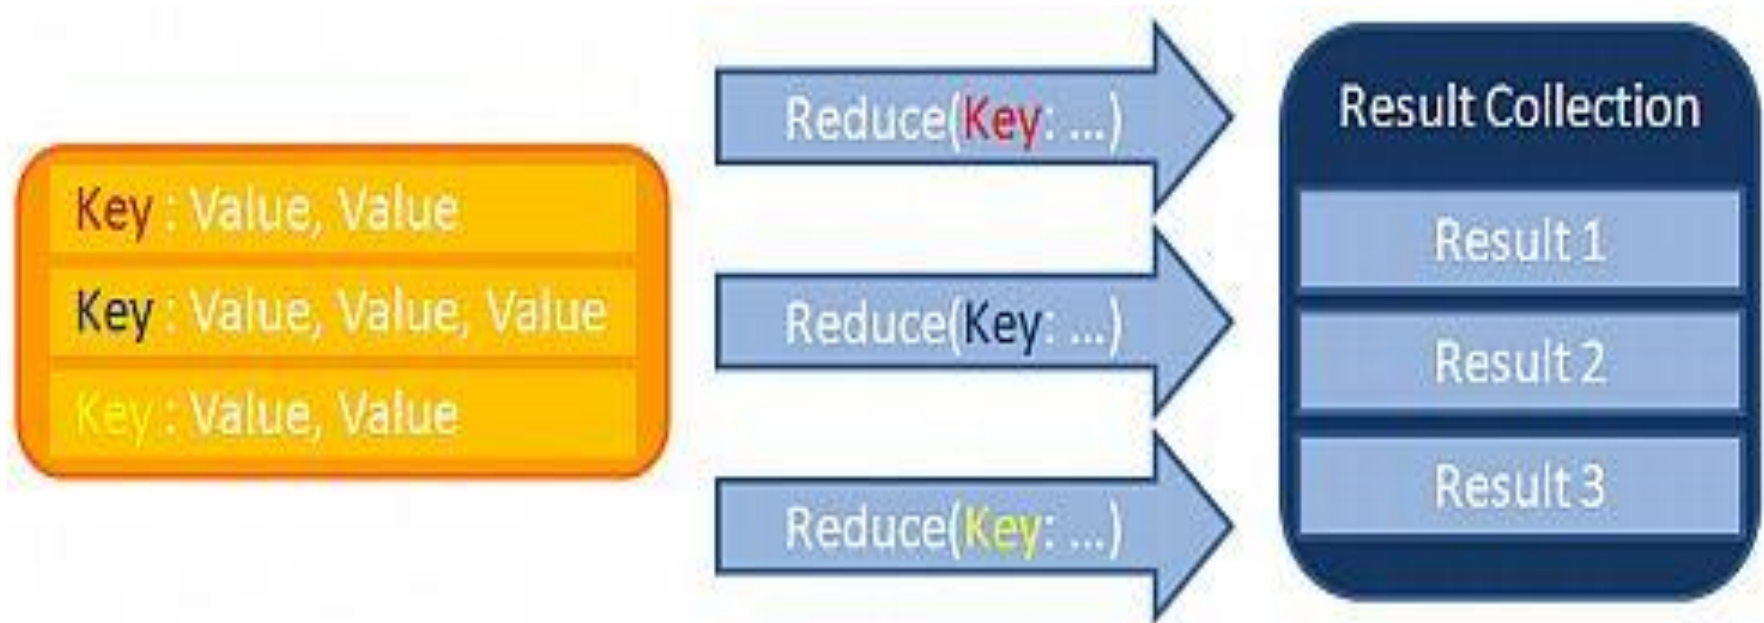 Key : Value, Value
Key : Value, Value, Value
Key : Value, Value
Reduce(Key: ...)
Reduce(Key: ...)
Reduce(Key: ...)
Result Collection
Result 1
Result 2
Result 3